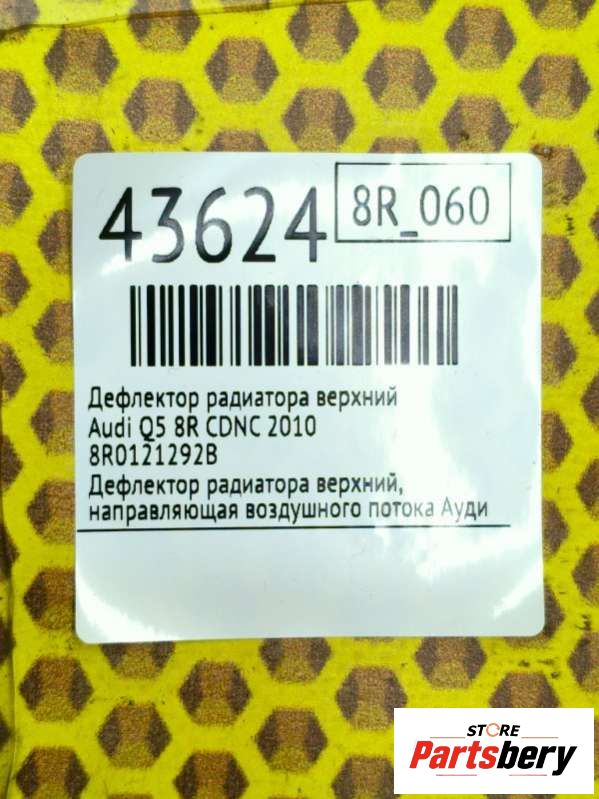 43624
8R_060
Дефлектор радиатора верхний
Audi Q5 8R CDNC 2010
8R0121292B
Дефлектор радиатора верхний,
направляющая воздушного потока Ауди
STORE
Partsbery